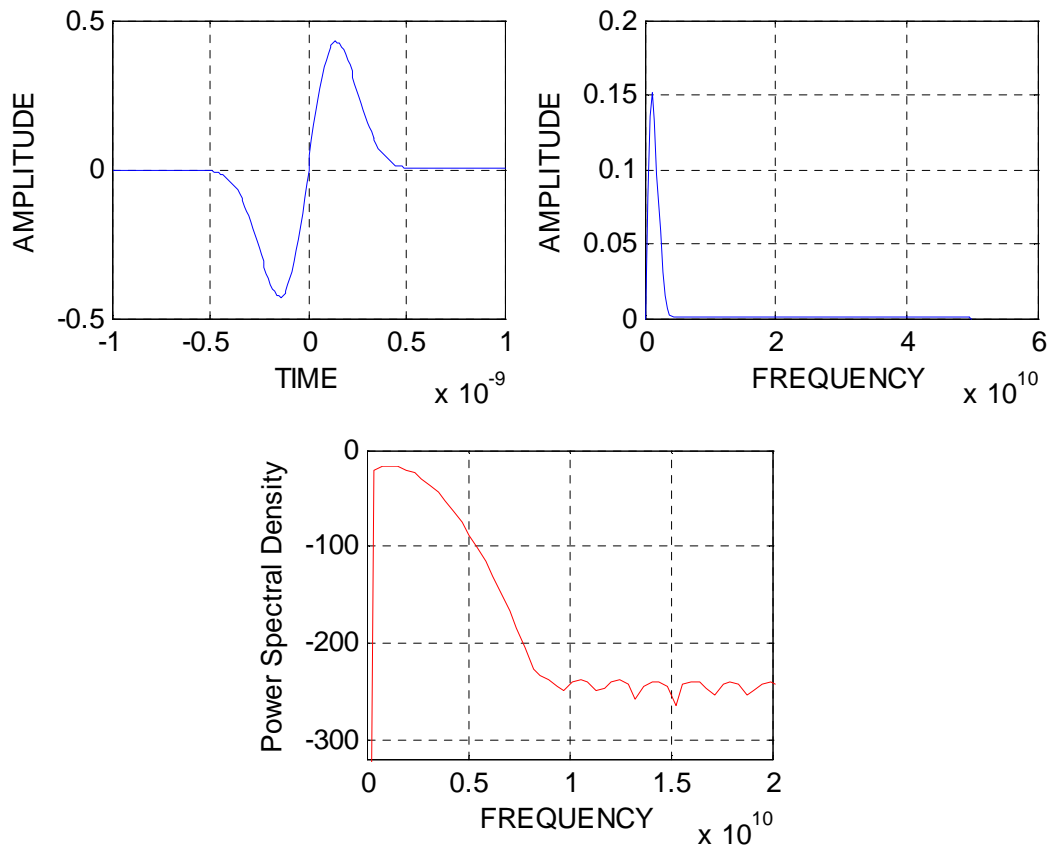 0.5
0
-0.5
AMPLITUDE
-1
-0.5
0
0.5
1
TIME
x 10^-9
0.2
0.15
0.1
0.05
0
AMPLITUDE
0
2
4
6
FREQUENCY
x 10^10
0
-100
-200
-300
Power Spectral Density
0
0.5
1
1.5
2
FREQUENCY
x 10^10